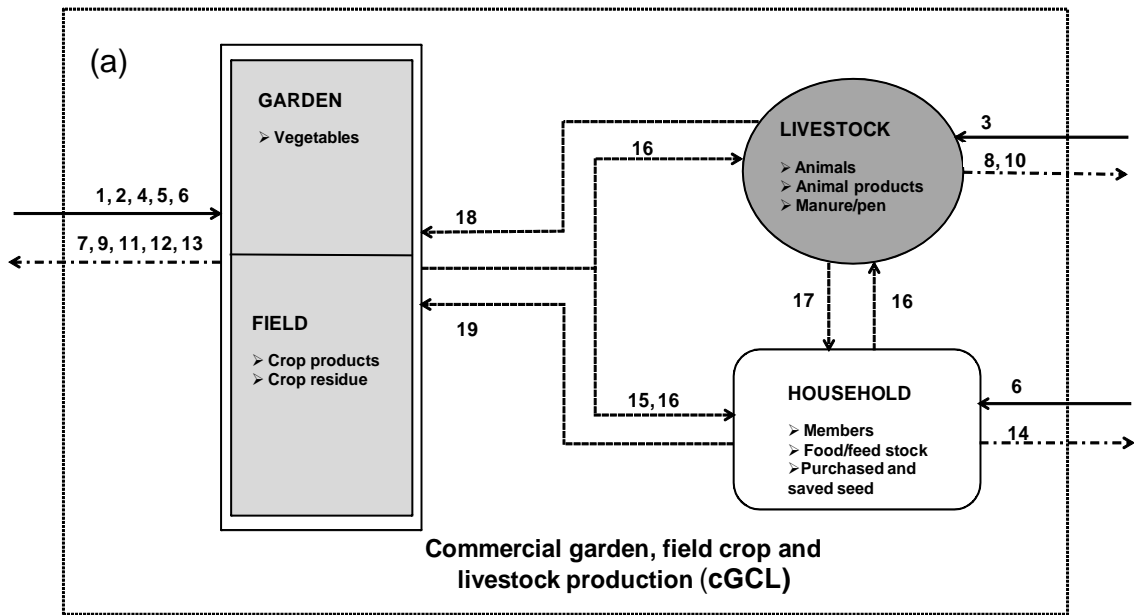 (a)
GARDEN
➢ Vegetables
FIELD
➢ Crop products
➢ Crop residue
1, 2, 4, 5, 6
7, 9, 11, 12, 13
18
16
19
15, 16
LIVESTOCK
➢ Animals
➢ Animal products
➢ Manure/pen
3
8, 10
17
16
HOUSEHOLD
➢ Members
➢ Food/feed stock
➢ Purchased and
saved seed
6
14
Commercial garden, field crop and
livestock production (cGCL)